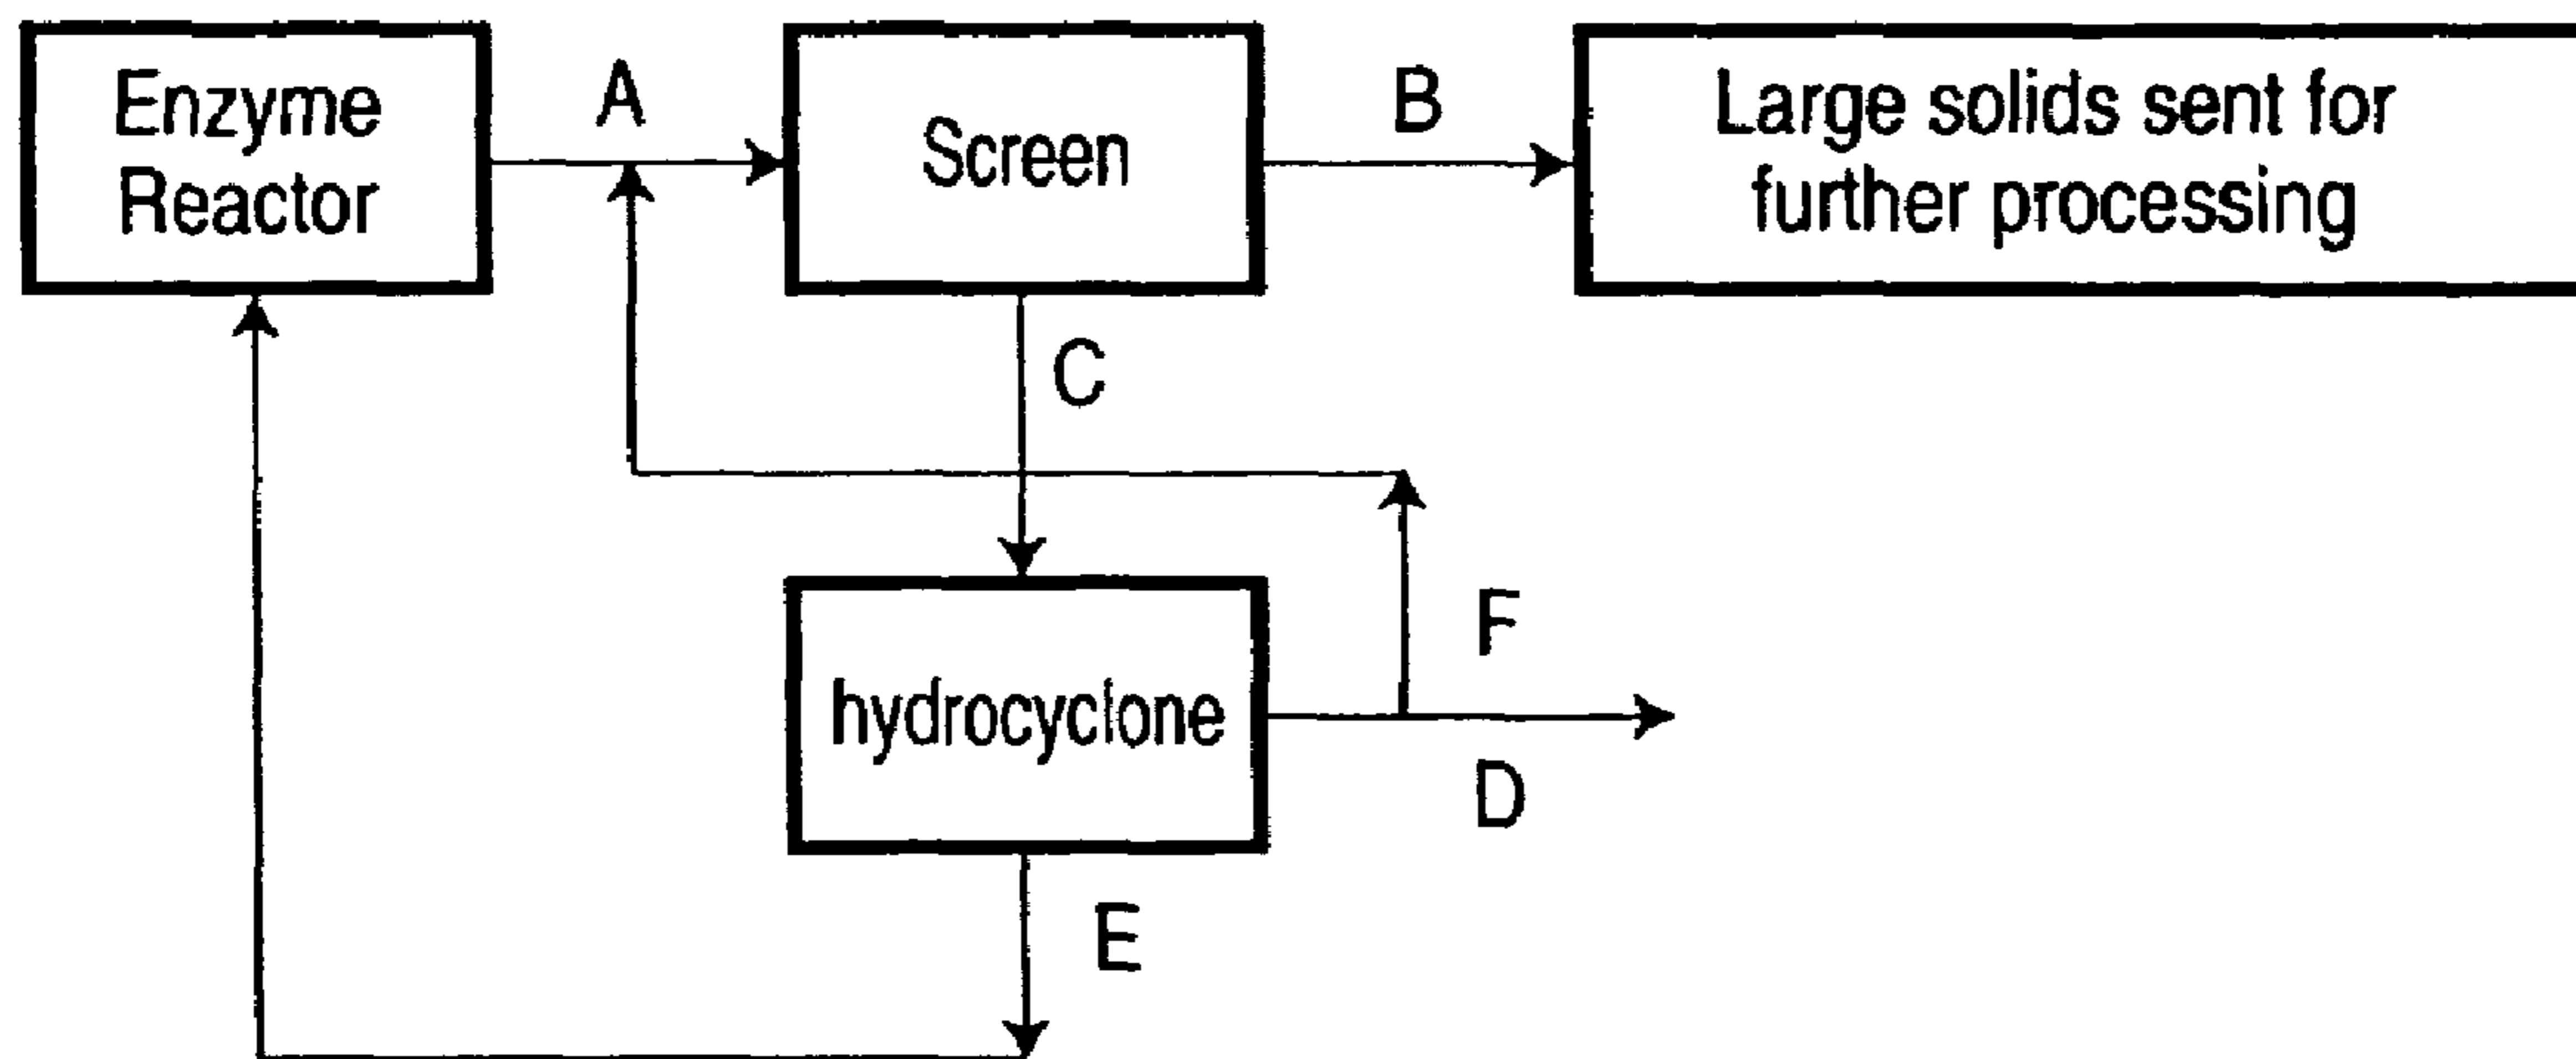 Enzyme
Reactor
A
Screen
B
Large solids sent for
further processing
C
F
hydrocyclone
D
E